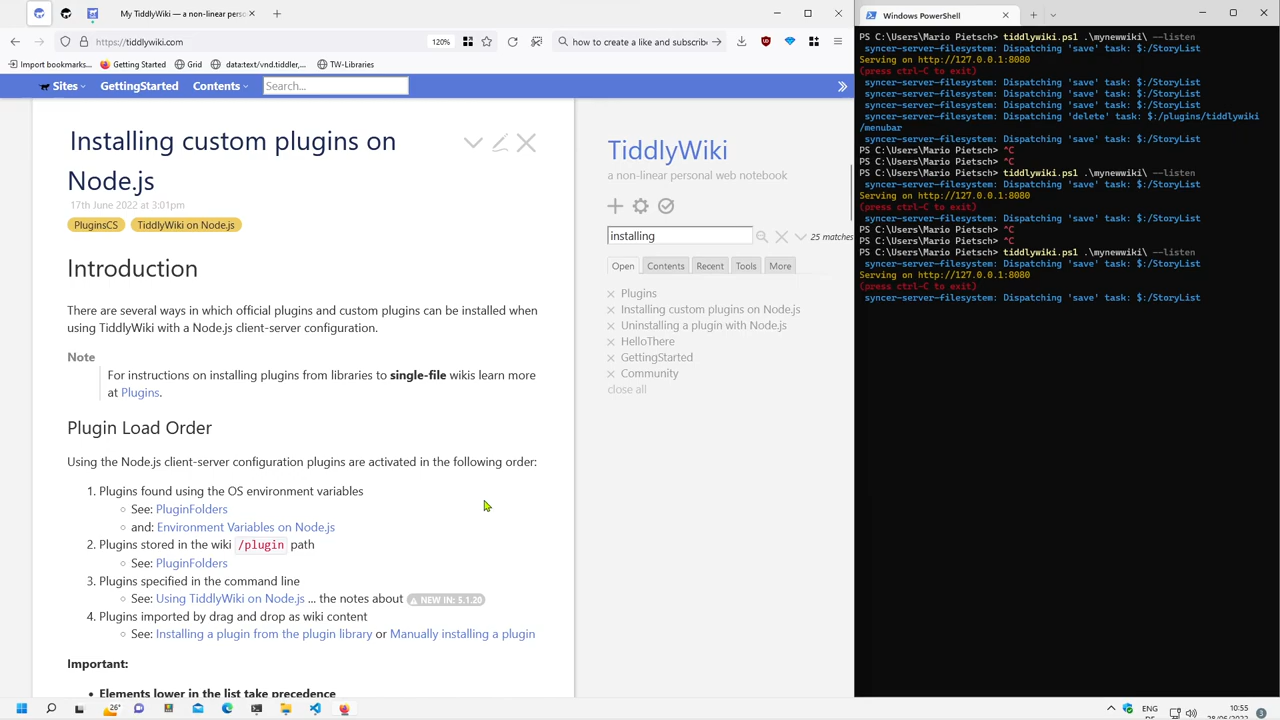 My TiddlyWiki — a non-linear perso
https://tiddlywiki.com
120%
how to create a like and subscribe
Import bookmarks...
Getting Started
Grid
data:text/vnd.tiddler,...
TW-Libraries
Sites
GettingStarted
Contents
Search...
Installing custom plugins on
Node.js
17th June 2022 at 3:01pm
PluginsCS
TiddlyWiki on Node.js
Introduction
There are several ways in which official plugins and custom plugins can be installed when
using TiddlyWiki with a Node.js client-server configuration.
Note
For instructions on installing plugins from libraries to single-file wikis learn more
at Plugins.
Plugin Load Order
Using the Node.js client-server configuration plugins are activated in the following order:
1. Plugins found using the OS environment variables
See: PluginFolders
and: Environment Variables on Node.js
2. Plugins stored in the wiki /plugin path
See: PluginFolders
3. Plugins specified in the command line
See: Using TiddlyWiki on Node.js ... the notes about NEW IN: 5.1.20
4. Plugins imported by drag and drop as wiki content
See: Installing a plugin from the plugin library or Manually installing a plugin
Important:
Elements lower in the list take precedence
TiddlyWiki
a non-linear personal web notebook
installing
25 matches
Open
Contents
Recent
Tools
More
Plugins
Installing custom plugins on Node.js
Uninstalling a plugin with Node.js
HelloThere
GettingStarted
Community
close all
Windows PowerShell
PS C:\Users\Mario Pietsch> tiddlywiki.ps1 .\mynewwiki\ --listen
syncer-server-filesystem: Dispatching 'save' task: $:/StoryList
Serving on http://127.0.0.1:8080
(press ctrl-C to exit)
syncer-server-filesystem: Dispatching 'save' task: $:/StoryList
syncer-server-filesystem: Dispatching 'save' task: $:/StoryList
syncer-server-filesystem: Dispatching 'save' task: $:/StoryList
syncer-server-filesystem: Dispatching 'delete' task: $:/plugins/tiddlywiki
/menubar
syncer-server-filesystem: Dispatching 'save' task: $:/StoryList
PS C:\Users\Mario Pietsch> ^C
PS C:\Users\Mario Pietsch> ^C
PS C:\Users\Mario Pietsch> tiddlywiki.ps1 .\mynewwiki\ --listen
syncer-server-filesystem: Dispatching 'save' task: $:/StoryList
Serving on http://127.0.0.1:8080
(press ctrl-C to exit)
syncer-server-filesystem: Dispatching 'save' task: $:/StoryList
PS C:\Users\Mario Pietsch> ^C
PS C:\Users\Mario Pietsch> ^C
PS C:\Users\Mario Pietsch> tiddlywiki.ps1 .\mynewwiki\ --listen
syncer-server-filesystem: Dispatching 'save' task: $:/StoryList
Serving on http://127.0.0.1:8080
(press ctrl-C to exit)
syncer-server-filesystem: Dispatching 'save' task: $:/StoryList
26°
ENG
10:55
28/06/2022
3